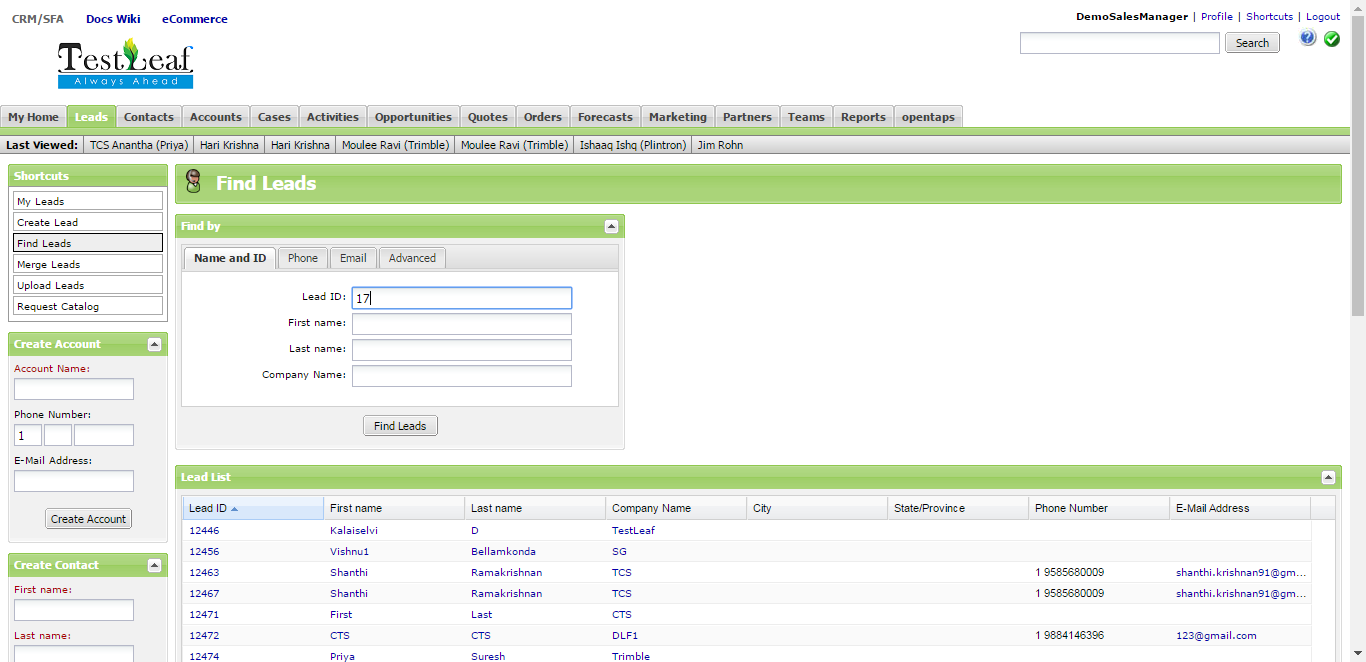 CRM/SFA Docs Wiki eCommerce
DemoSalesManager | Profile | Shortcuts | Logout
TestLeaf
Always Ahead
Search
My Home Leads Contacts Accounts Cases Activities Opportunities Quotes Orders Forecasts Marketing Partners Teams Reports opentaps
Last Viewed: TCS Anantha (Priya) Hari Krishna Hari Krishna Moulee Ravi (Trimble) Moulee Ravi (Trimble) Ishaaq Ishq (Plintron) Jim Rohn
Shortcuts
My Leads
Create Lead
Find Leads
Merge Leads
Upload Leads
Request Catalog
Create Account
Account Name:
Phone Number:
1
E-Mail Address:
Create Account
Create Contact
First name:
Last name:
Find Leads
Find by
Name and ID Phone Email Advanced
Lead ID: 17
First name:
Last name:
Company Name:
Find Leads
Lead List
Lead ID First name Last name Company Name City State/Province Phone Number E-Mail Address
12446 Kalaiselvi D TestLeaf
12456 Vishnu1 Bellamkonda SG
12463 Shanthi Ramakrishnan TCS 1 9585680009 shanthi.krishnan91@gm...
12467 Shanthi Ramakrishnan TCS 1 9585680009 shanthi.krishnan91@gm...
12471 First Last CTS
12472 CTS CTS DLF1 1 9884146396 123@gmail.com
12474 Priya Suresh Trimble